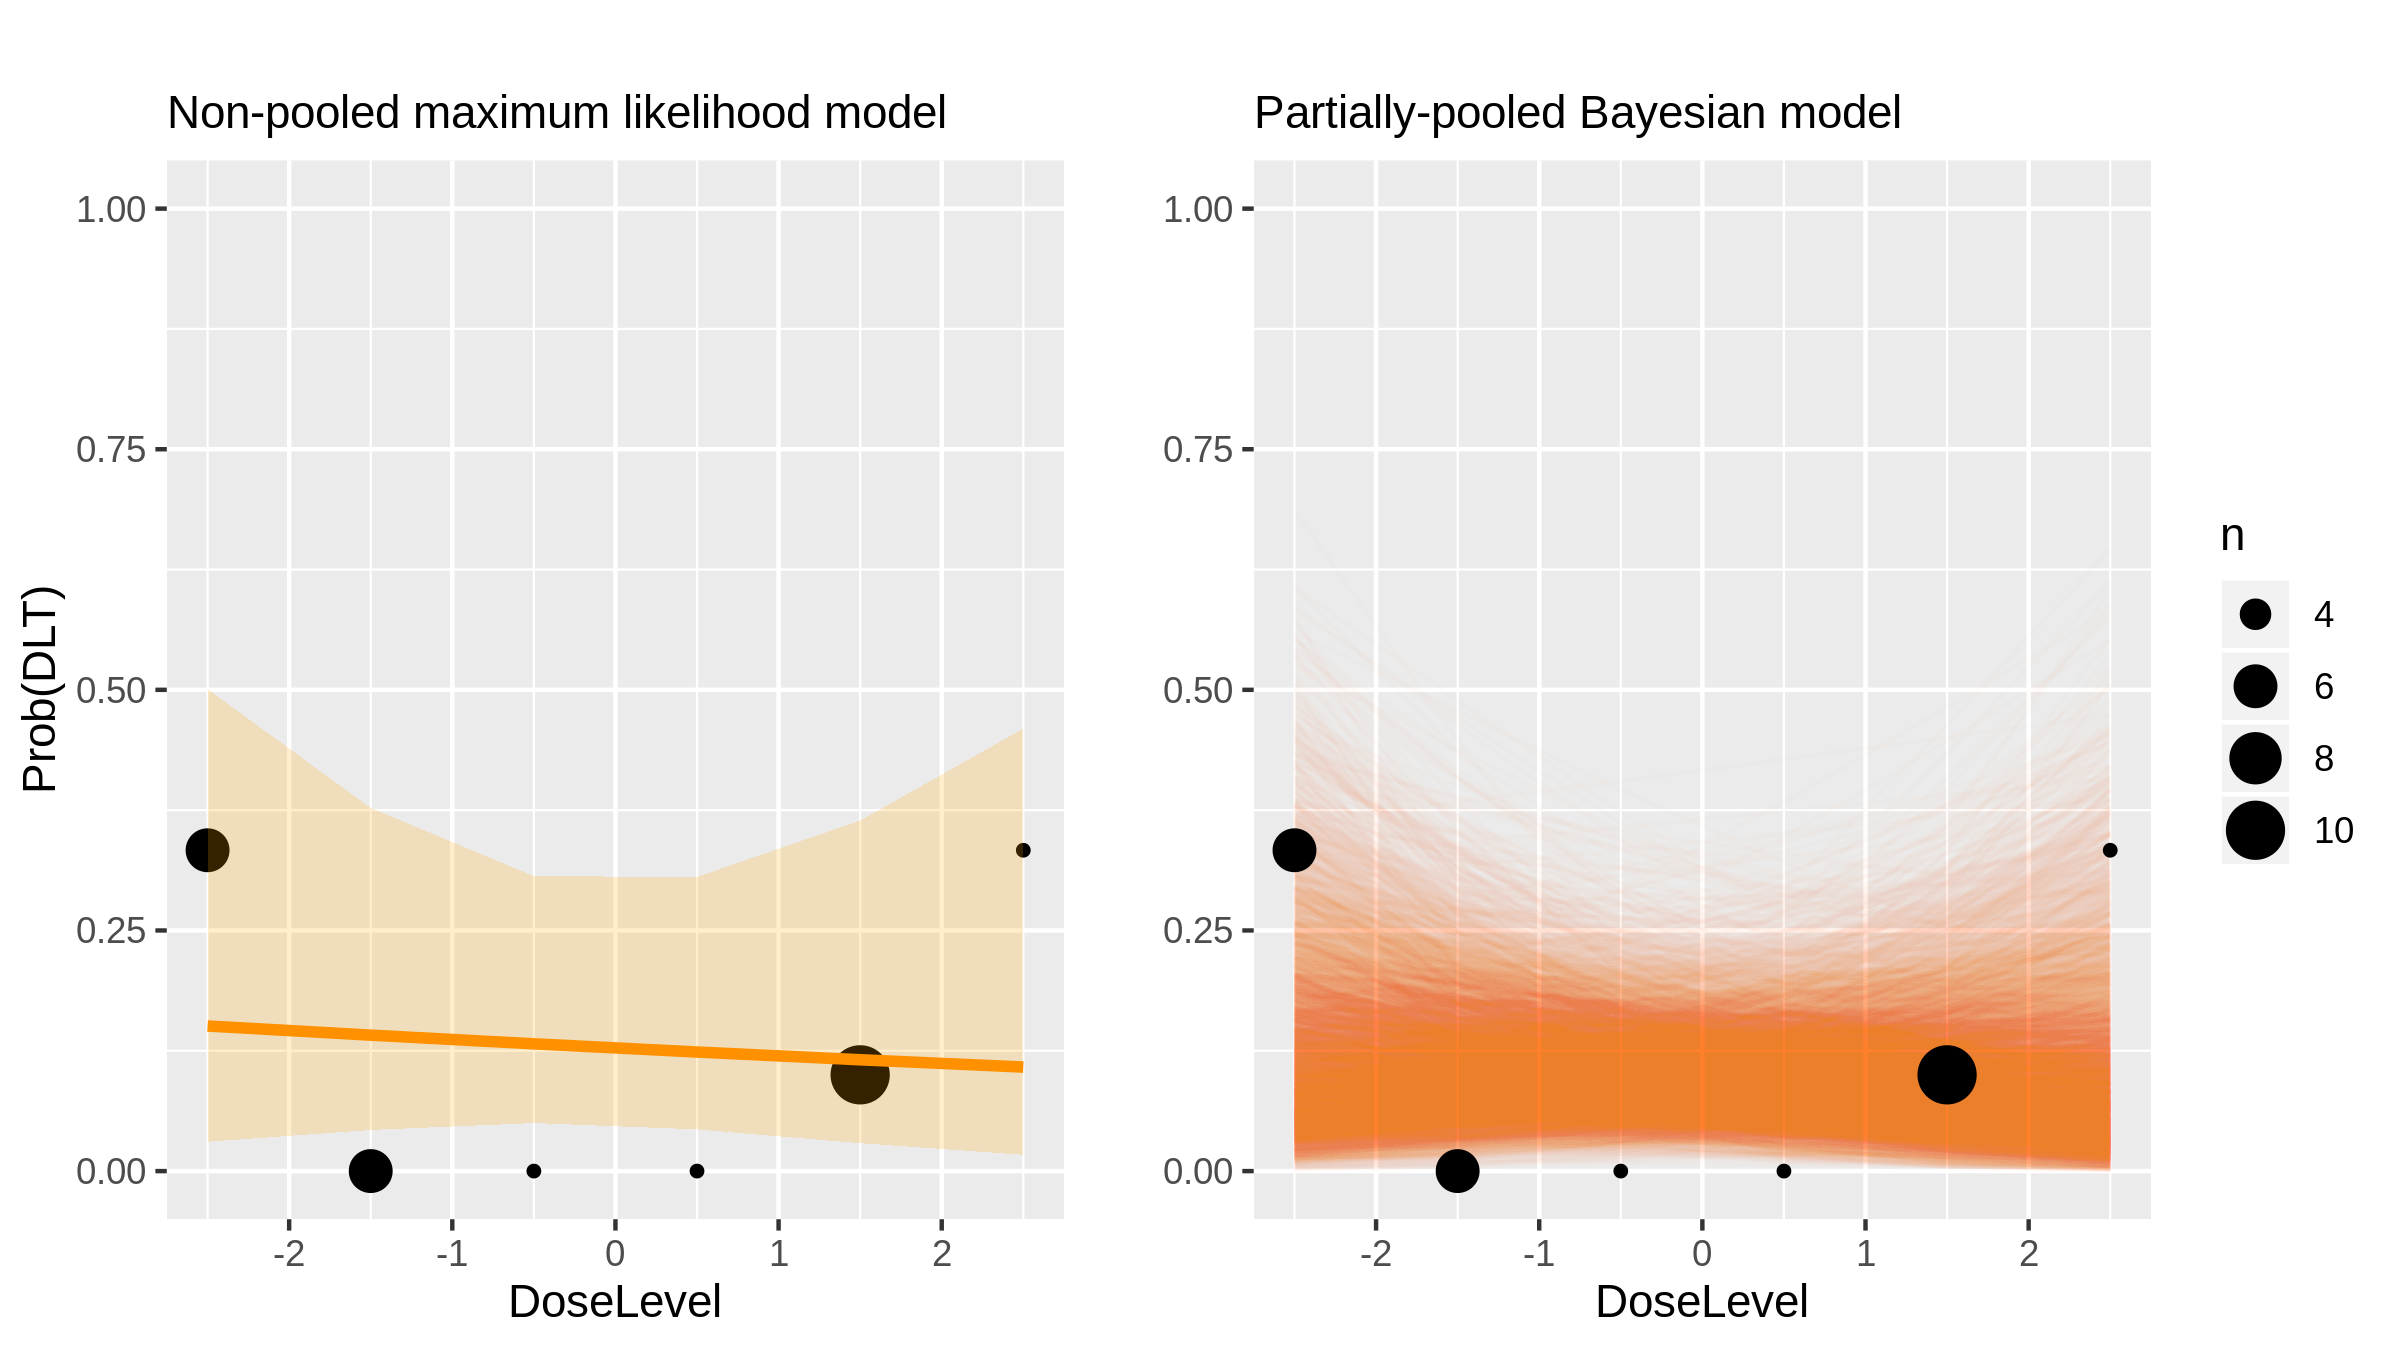 Non-pooled maximum likelihood model
Prob(DLT)
1.00
0.75
0.50
0.25
0.00
-2 -1 0 1 2
DoseLevel
Partially-pooled Bayesian model
1.00
0.75
0.50
0.25
0.00
-2 -1 0 1 2
DoseLevel
n
4
6
8
10